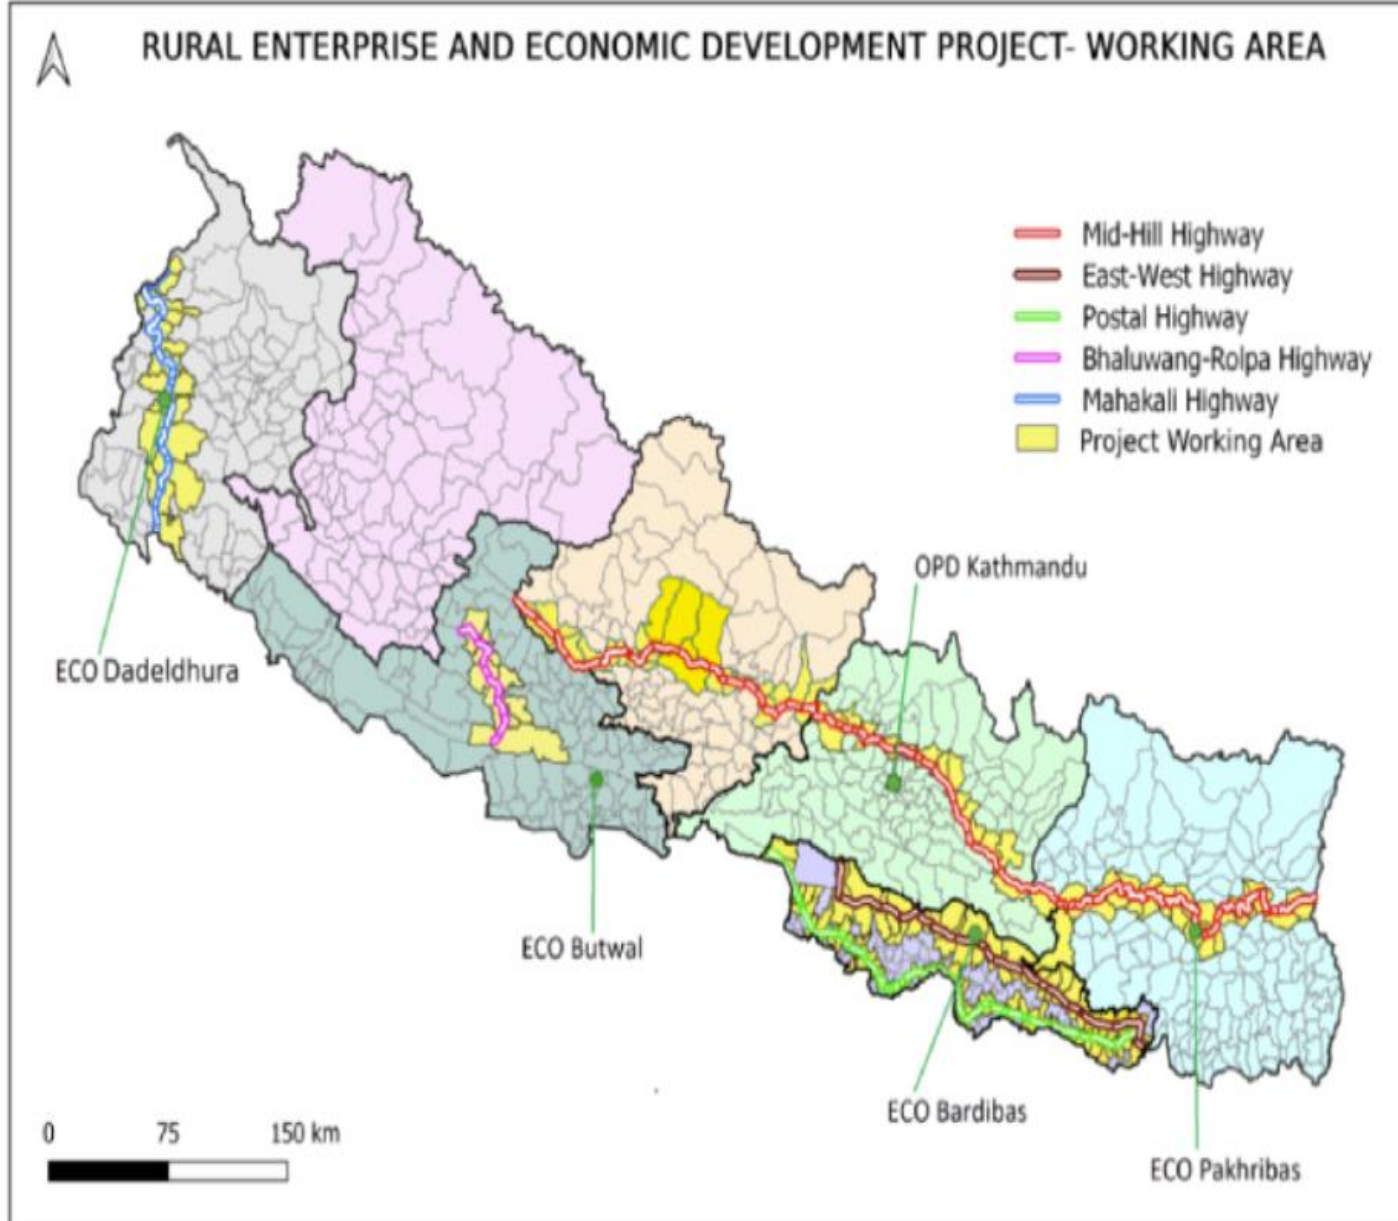 RURAL ENTERPRISE AND ECONOMIC DEVELOPMENT PROJECT- WORKING AREA
Mid-Hill Highway
East-West Highway
Postal Highway
Bhaluwang-Rolpa Highway
Mahakali Highway
Project Working Area
OPD Kathmandu
ECO Dadeldhura
ECO Butwal
ECO Bardibas
ECO Pakhribas
0 75 150 km